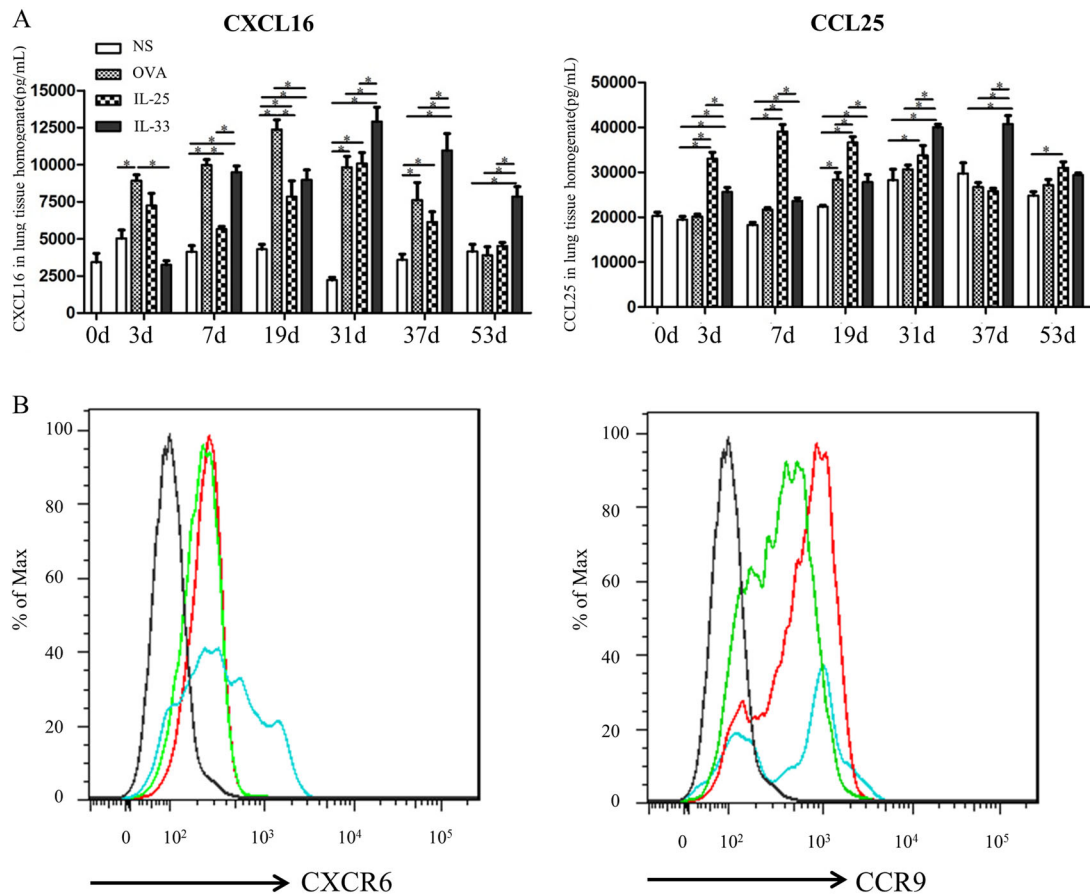 A
CXCL16
NS
OVA
IL-25
IL-33
CXCL16 in lung tissue homogenate(pg/mL)
15000
12500
10000
7500
5000
2500
0
0d 3d 7d 19d 31d 37d 53d
* * * * * * * * * * * * * * * * * * * * * * *
CCL25
CCL25 in lung tissue homogenate(pg/mL)
50000
40000
30000
20000
10000
0
0d 3d 7d 19d 31d 37d 53d
B
% of Max
100
80
60
40
20
0
0 10² 10³ 10⁴ 10⁵
CXCR6
% of Max
100
80
60
40
20
0
0 10² 10³ 10⁴ 10⁵
CCR9